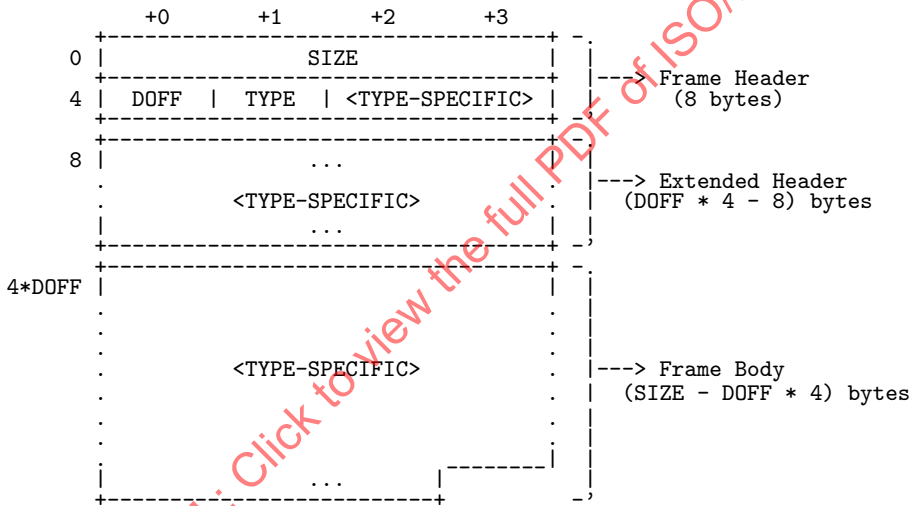 +0 +1 +2 +3
0 SIZE
4 DOFF | TYPE | <TYPE-SPECIFIC> ---> Frame Header
(8 bytes)
8 ...
<TYPE-SPECIFIC> ---> Extended Header
(DOFF * 4 - 8) bytes
...
4*DOFF
<TYPE-SPECIFIC> ---> Frame Body
(SIZE - DOFF * 4) bytes
...
: Click to view the full PDF of ISO/